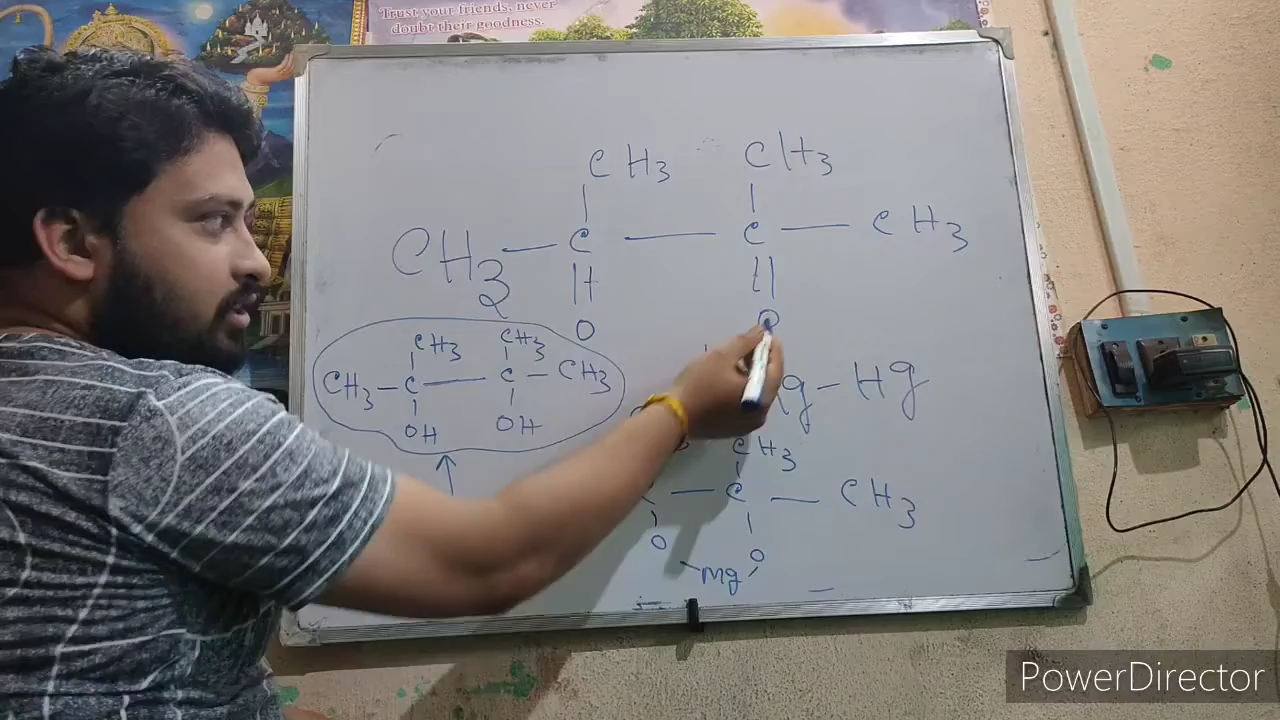 Trust your friends, never
doubt their goodness.
CH3 CH3
CH3 — C — C — CH3
O O
CH3 CH3
CH3 — C — C — CH3
OH OH
g — Hg
CH3
— C — CH3
O O
Mg
PowerDirector